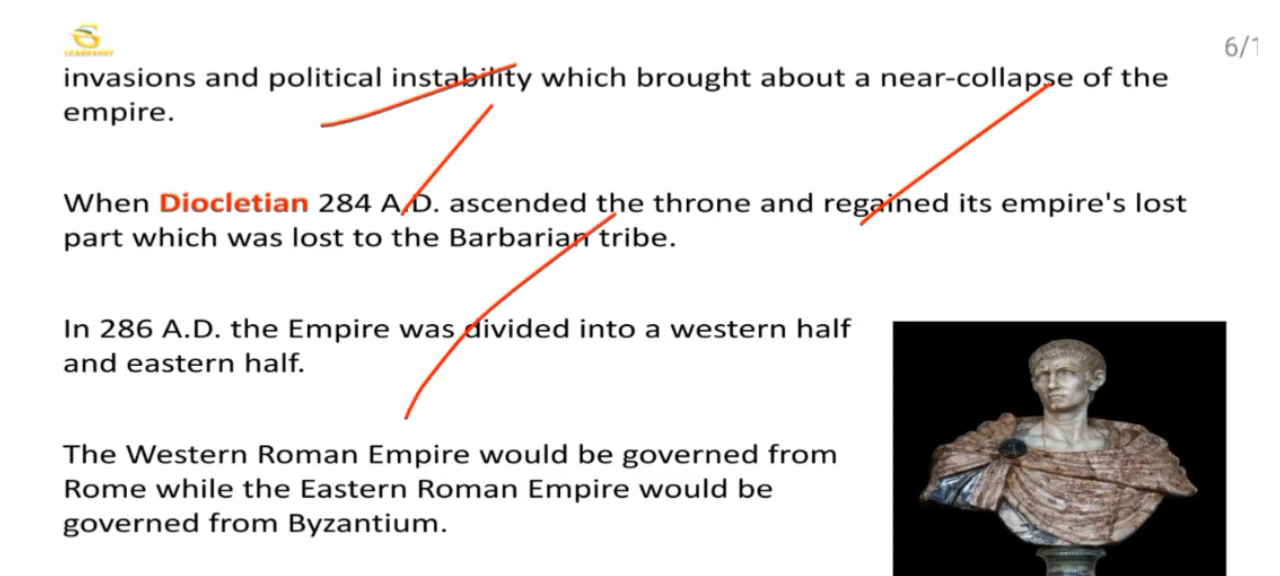 LEARN2GET
6/1
invasions and political instability which brought about a near-collapse of the
empire.
When Diocletian 284 A.D. ascended the throne and regained its empire's lost
part which was lost to the Barbarian tribe.
In 286 A.D. the Empire was divided into a western half
and eastern half.
The Western Roman Empire would be governed from
Rome while the Eastern Roman Empire would be
governed from Byzantium.